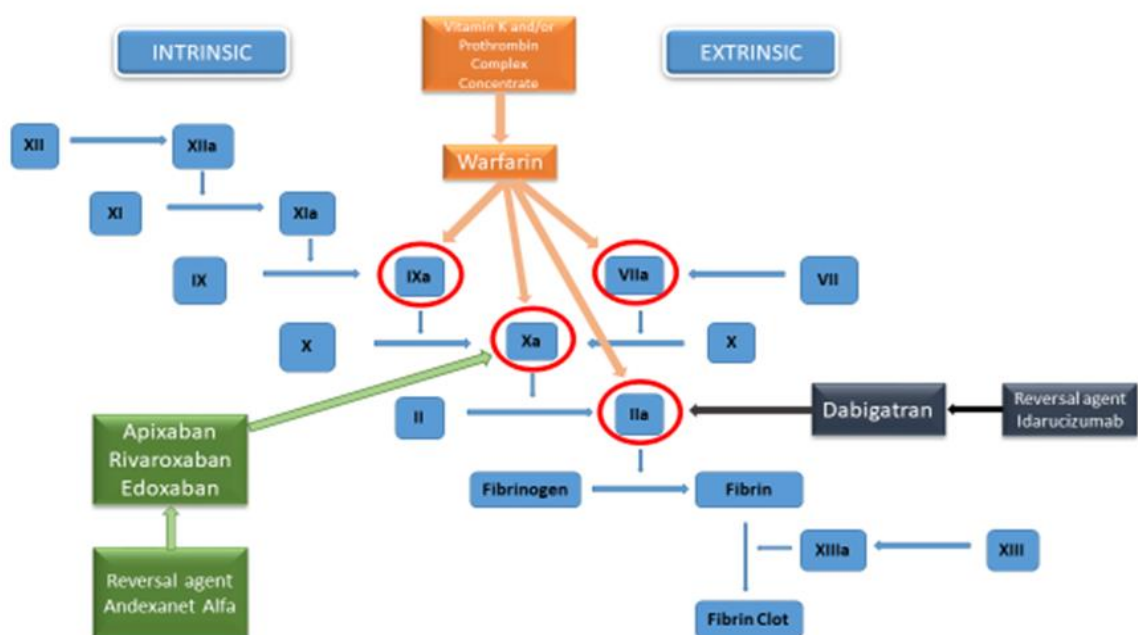 INTRINSIC
Vitamin K and/or
Prothrombin
Complex
Concentrate
EXTRINSIC
XII
XIIa
Warfarin
XI
XIa
IX
IXa
VIIa
VII
X
Xa
X
II
IIa
Dabigatran
Reversal agent
Idarucizumab
Apixaban
Rivaroxaban
Edoxaban
Fibrinogen
Fibrin
XIIIa
XIII
Reversal agent
Andexanet Alfa
Fibrin Clot